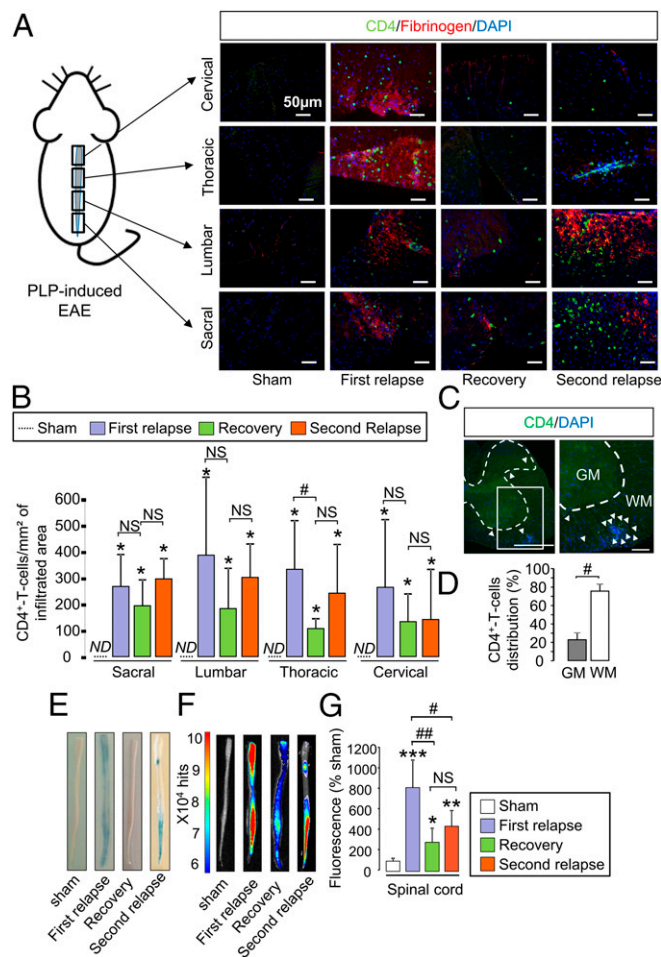 A
CD4/Fibrinogen/DAPI
Cervical
50µm
Thoracic
Lumbar
Sacral
PLP-induced
EAE
Sham First relapse Recovery Second relapse
B
Sham First relapse Recovery Second Relapse
CD4⁺-T-cells/mm² of
infiltrated area
600
500
400
300
200
100
ND * NS * NS *
ND * NS * NS *
ND * # * NS *
ND * NS * NS *
Sacral Lumbar Thoracic Cervical
C
CD4/DAPI
GM
WM
D
CD4⁺-T-cells
distribution (%)
100
80
60
40
20
0
#
GM WM
E
sham
First relapse
Recovery
Second relapse
F
X10⁴ hits
10
9
8
7
6
sham
First relapse
Recovery
Second relapse
G
Fluorescence (% sham)
1200
1000
800
600
400
200
0
#
##
***
NS
*
**
Spinal cord
Sham
First relapse
Recovery
Second relapse